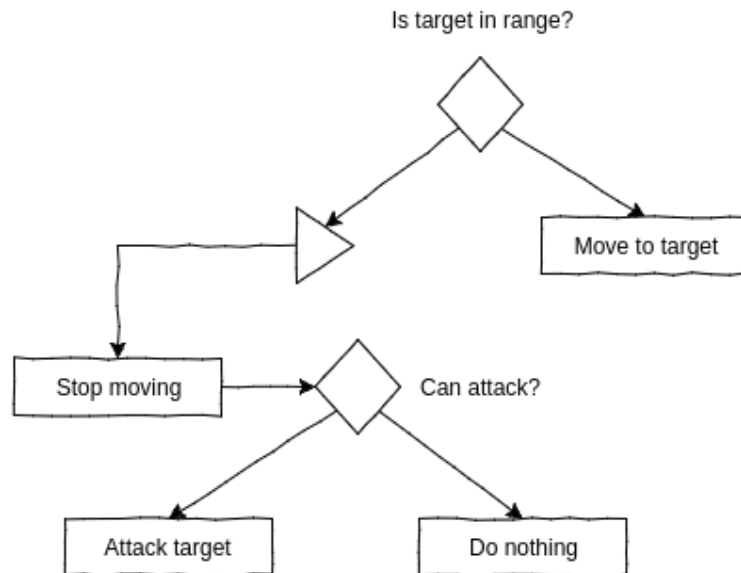 Is target in range?
Move to target
Stop moving
Can attack?
Attack target
Do nothing